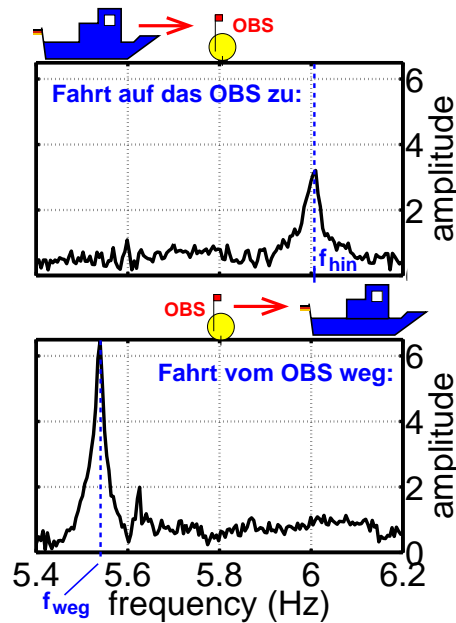 OBS
Fahrt auf das OBS zu:
6
4
2
amplitude
f hin
OBS
Fahrt vom OBS weg:
6
4
2
0
amplitude
5.4 5.6 5.8 6 6.2
f weg
frequency (Hz)